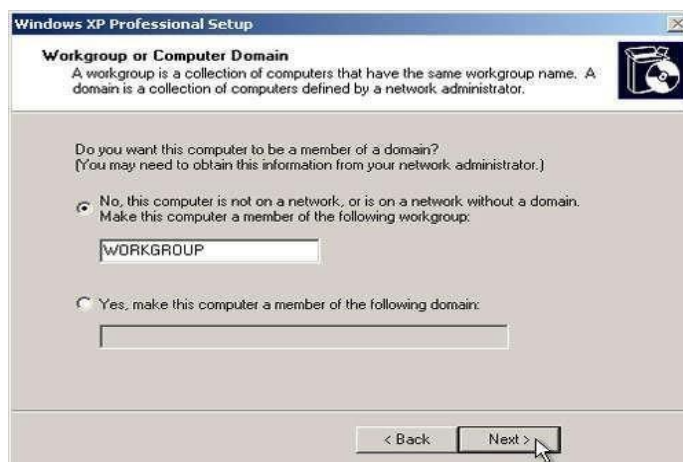 Windows XP Professional Setup
Workgroup or Computer Domain
A workgroup is a collection of computers that have the same workgroup name. A
domain is a collection of computers defined by a network administrator.
Do you want this computer to be a member of a domain?
(You may need to obtain this information from your network administrator.)
No, this computer is not on a network, or is on a network without a domain.
Make this computer a member of the following workgroup:
WORKGROUP
Yes, make this computer a member of the following domain:
< Back Next >